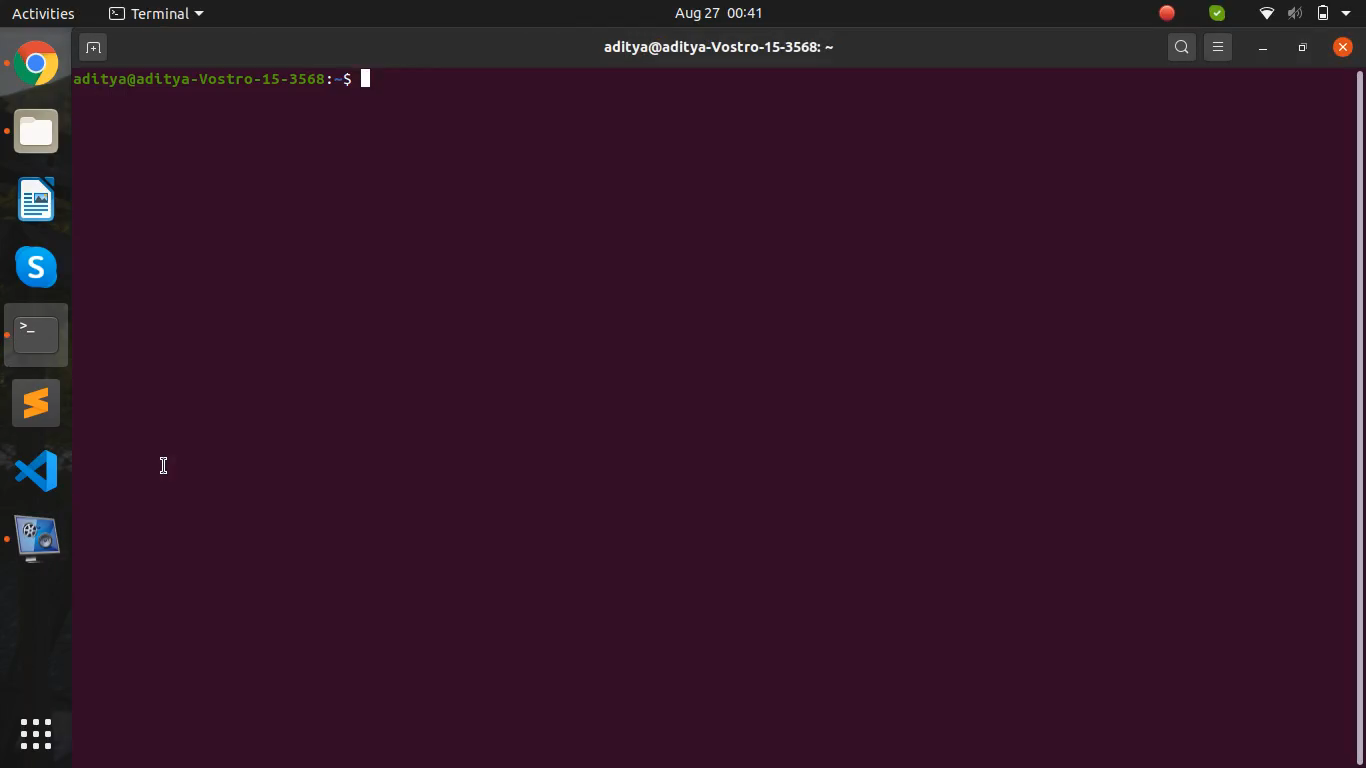 Activities Terminal Aug 27 00:41
aditya@aditya-Vostro-15-3568: ~
aditya@aditya-Vostro-15-3568:~$
S
>_